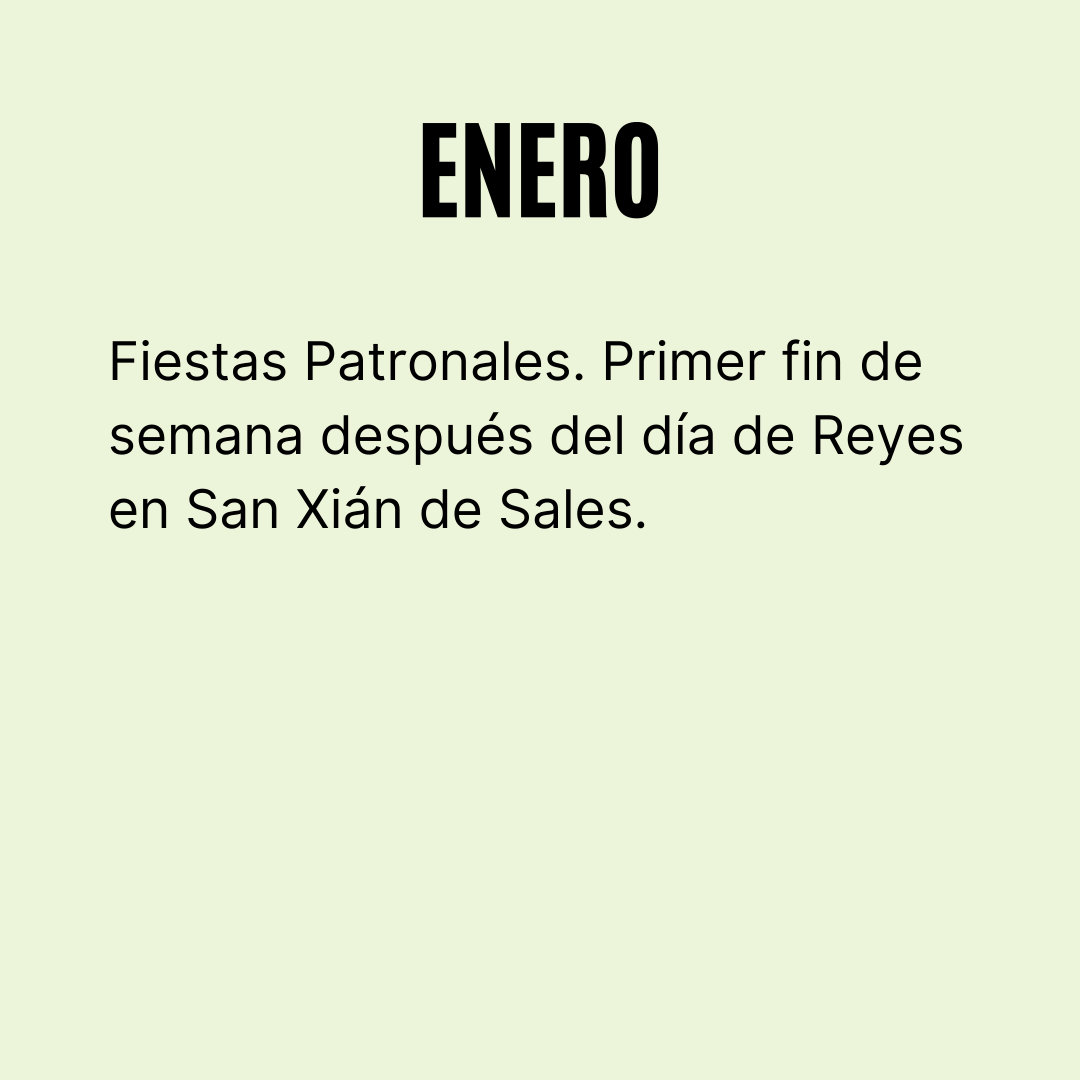 ENERO
Fiestas Patronales. Primer fin de
semana después del día de Reyes
en San Xián de Sales.